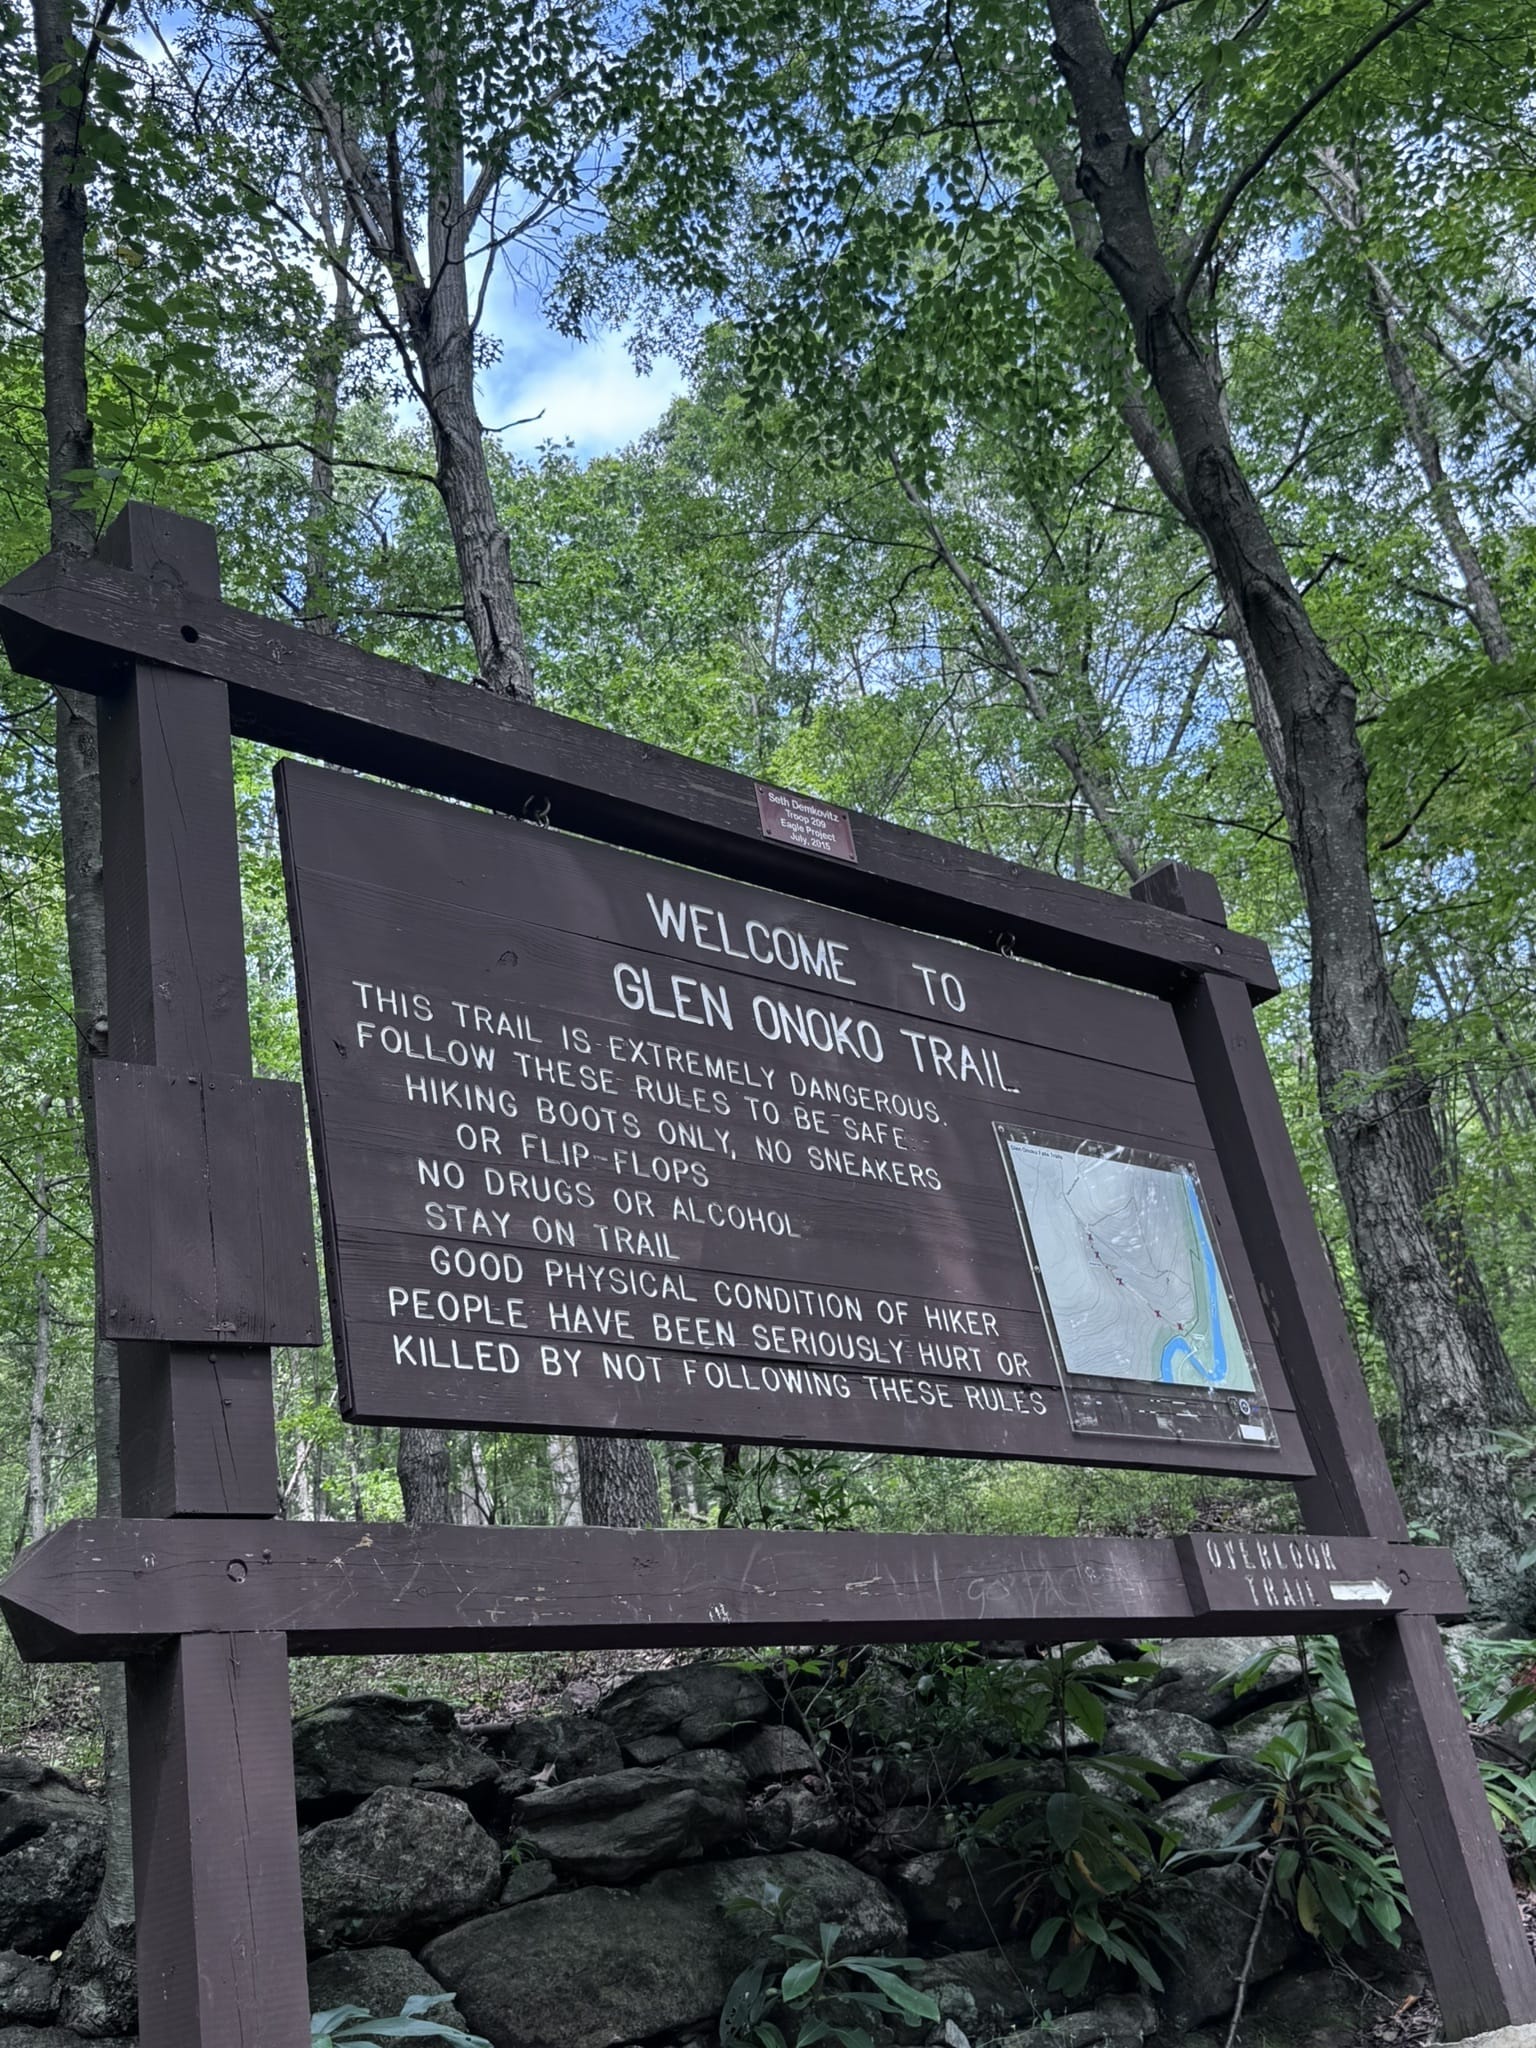 Seth Demkovitz
Troop 209
Eagle Project
July, 2015
WELCOME TO
GLEN ONOKO TRAIL
THIS TRAIL IS EXTREMELY DANGEROUS.
FOLLOW THESE RULES TO BE SAFE:
HIKING BOOTS ONLY, NO SNEAKERS
OR FLIP-FLOPS
NO DRUGS OR ALCOHOL
STAY ON TRAIL
GOOD PHYSICAL CONDITION OF HIKER
PEOPLE HAVE BEEN SERIOUSLY HURT OR
KILLED BY NOT FOLLOWING THESE RULES
Glen Onoko Falls Trails
OVERLOOK
TRAIL